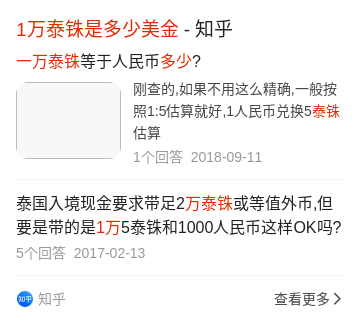 1万泰铢是多少美金 - 知乎
一万泰铢等于人民币多少?
刚查的,如果不用这么精确,一般按
照1:5估算就好,1人民币兑换5泰铢
估算
1个回答 2018-09-11
泰国入境现金要求带足2万泰铢或等值外币,但
要是带的是1万5泰铢和1000人民币这样OK吗?
5个回答 2017-02-13
知乎 知乎 查看更多